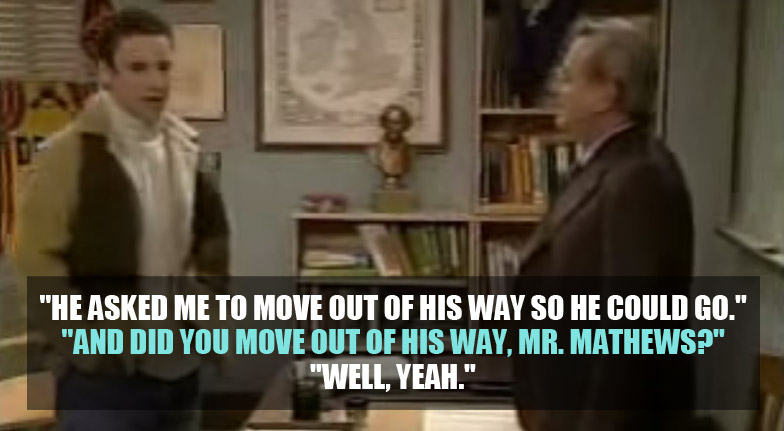 "HE ASKED ME TO MOVE OUT OF HIS WAY SO HE COULD GO."
"AND DID YOU MOVE OUT OF HIS WAY, MR. MATHEWS?"
"WELL, YEAH."